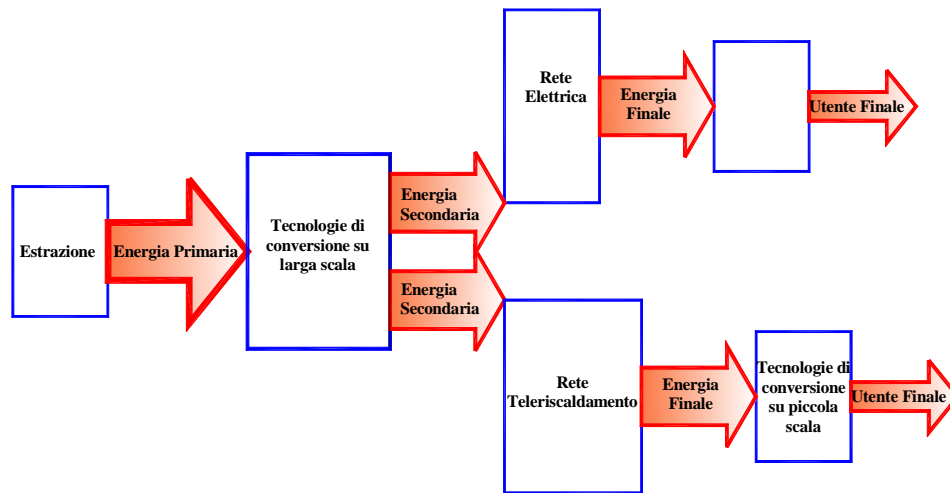 Estrazione
Energia Primaria
Tecnologie di
conversione su
larga scala
Energia
Secondaria
Energia
Secondaria
Rete
Elettrica
Energia
Finale
Utente Finale
Rete
Teleriscaldamento
Energia
Finale
Tecnologie di
conversione
su piccola
scala
Utente Finale